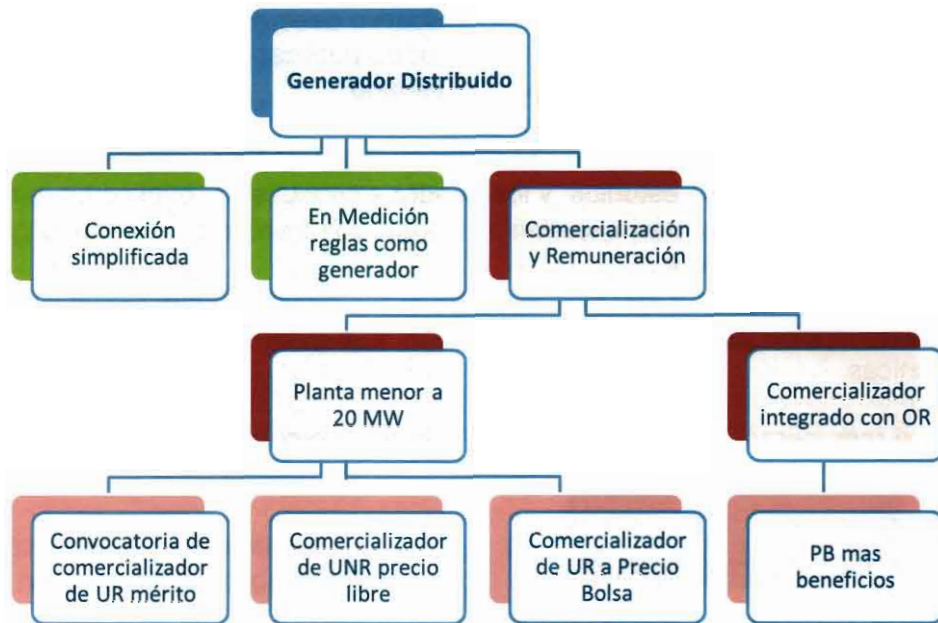 Generador Distribuido
Conexión
simplificada
En Medición
reglas como
generador
Comercialización
y Remuneración
Planta menor a
20 MW
Comercializador
integrado con OR
Convocatoria de
comercializador
de UR mérito
Comercializador
de UNR precio
libre
Comercializador
de UR a Precio
Bolsa
PB mas
beneficios